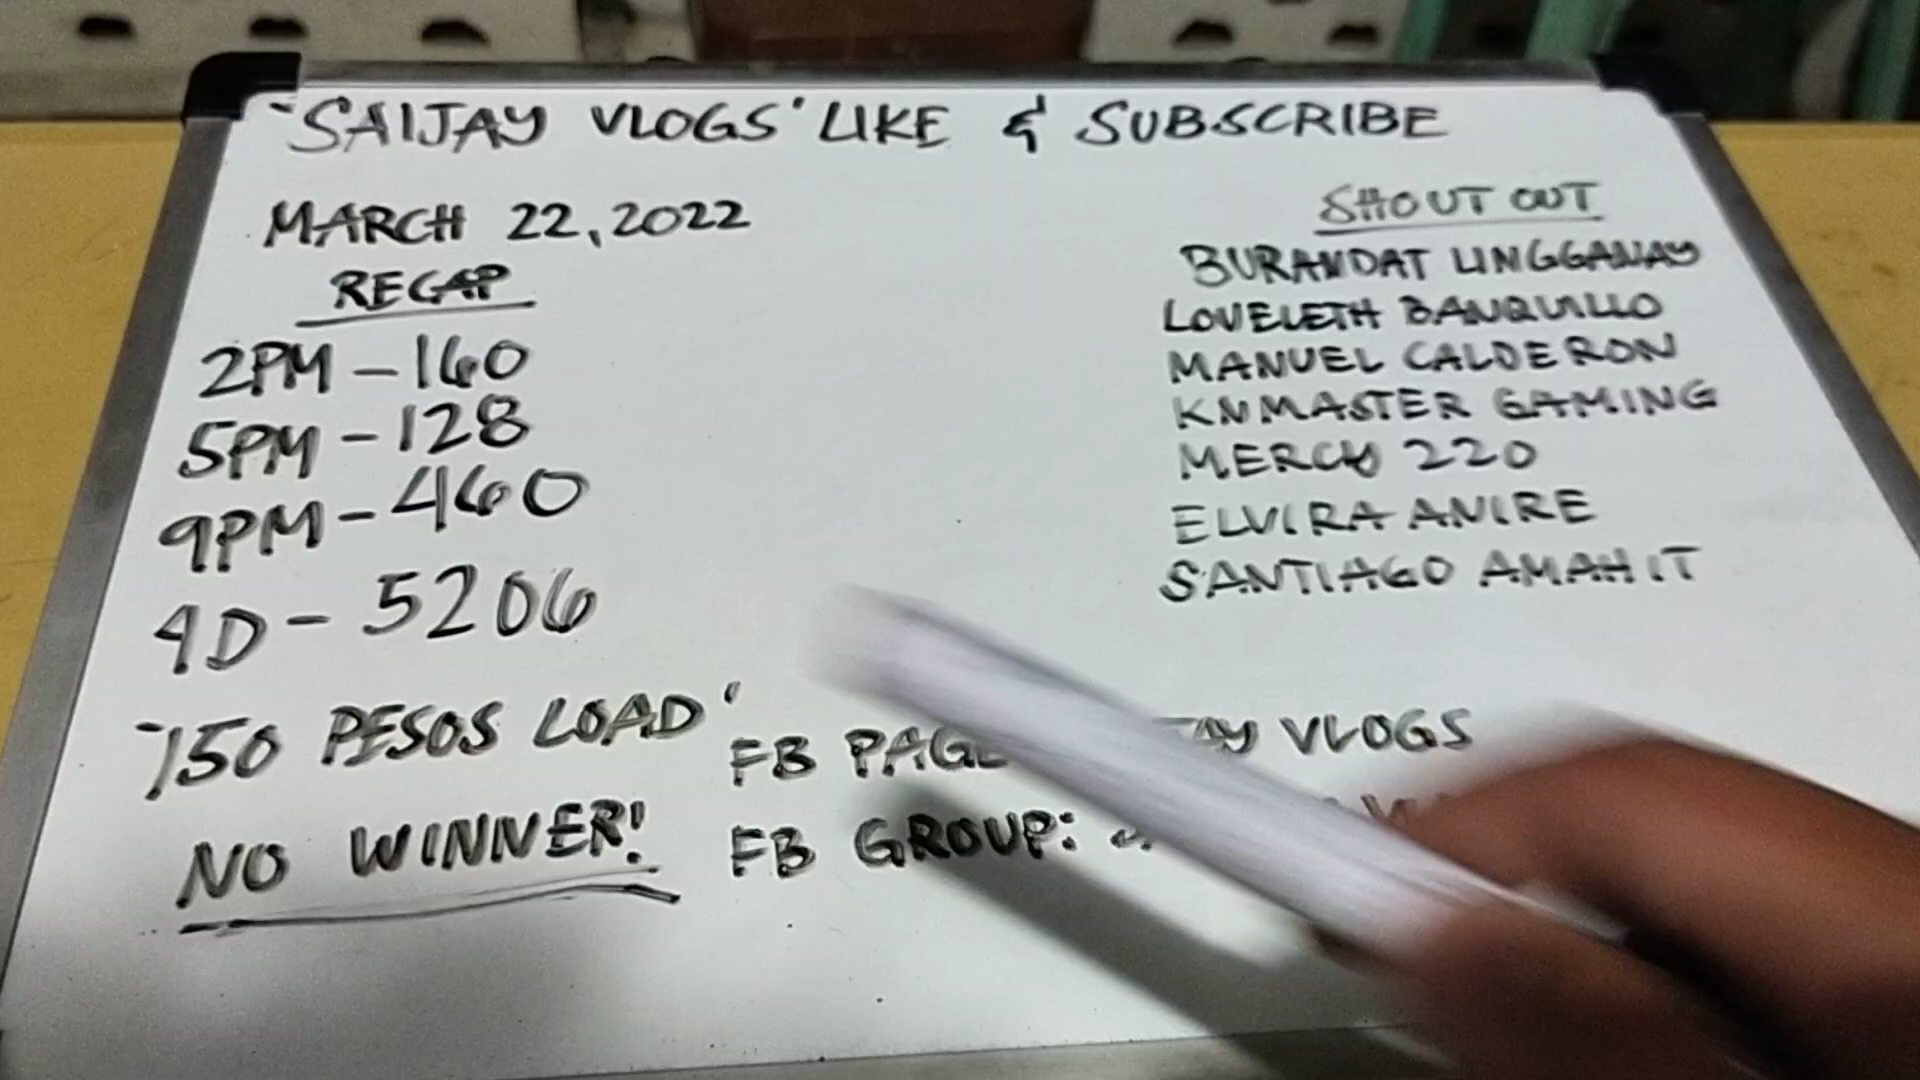 "SAIJAY VLOGS" LIKE & SUBSCRIBE
MARCH 22, 2022
RECAP
2PM - 160
5PM - 128
9PM - 460
4D - 5206
"150 PESOS LOAD"
NO WINNER!
SHOUT OUT
BURANDAT LINGGANAY
LOVELETH BANQUILLO
MANUEL CALDERON
KNMASTER GAMING
MERCY 220
ELVIRA ANIRE
SANTIAGO AMAHIT
FB PAGE VLOGS
FB GROUP: